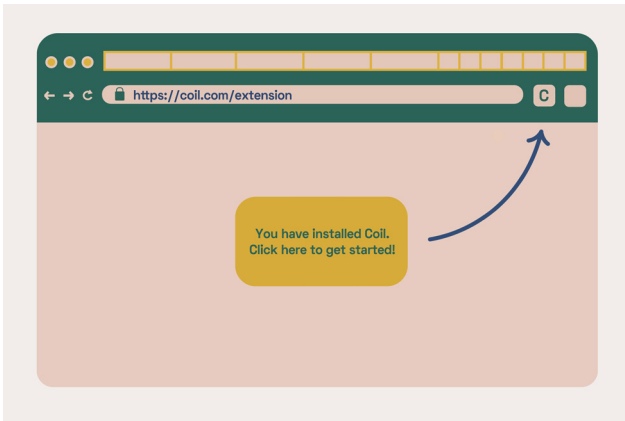 https://coil.com/extension
C
You have installed Coil.
Click here to get started!